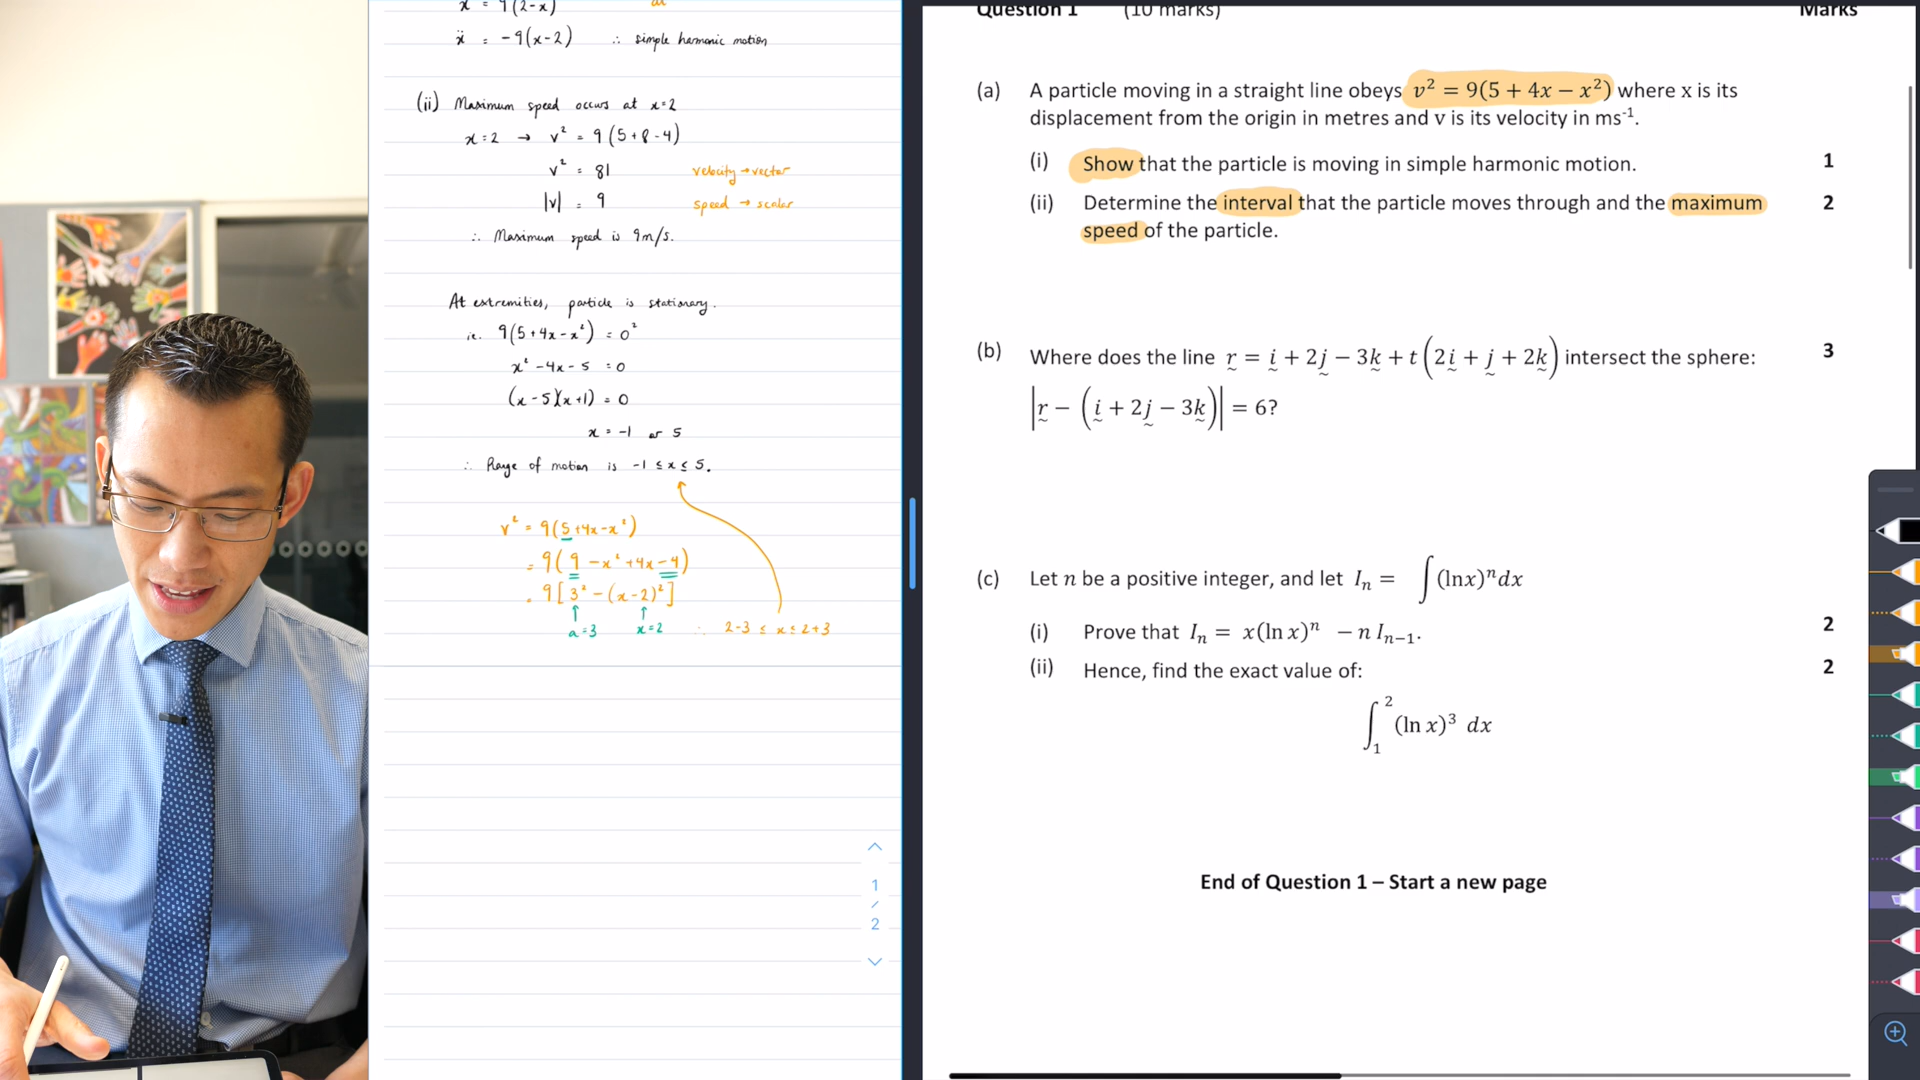 ẍ = 9(2-x)
ẍ = -9(x-2) ∴ simple harmonic motion
(ii) Maximum speed occurs at x=2
x=2 → v² = 9(5+8-4)
v² = 81 velocity → vector
|v| = 9 speed → scalar
∴ Maximum speed is 9m/s.
At extremities, particle is stationary.
ie. 9(5+4x-x²) = 0²
x² -4x - 5 = 0
(x-5)(x+1) = 0
x = -1 or 5
∴ Range of motion is -1 ≤ x ≤ 5.
v² = 9(5+4x-x²)
= 9(9 -x² +4x -4)
= 9[3² -(x-2)²]
↑ ↑
a=3 x=2 ∴ 2-3 ≤ x ≤ 2+3
1
/
2
Question 1 (10 marks) Marks
(a) A particle moving in a straight line obeys v² = 9(5 + 4x − x²) where x is its
displacement from the origin in metres and v is its velocity in ms⁻¹.
(i) Show that the particle is moving in simple harmonic motion. 1
(ii) Determine the interval that the particle moves through and the maximum 2
speed of the particle.
(b) Where does the line r = i + 2j − 3k + t(2i + j + 2k) intersect the sphere: 3
|r − (i + 2j − 3k)| = 6?
(c) Let n be a positive integer, and let Iₙ = ∫(lnx)ⁿdx
(i) Prove that Iₙ = x(ln x)ⁿ − n Iₙ₋₁. 2
(ii) Hence, find the exact value of: 2
∫₁² (ln x)³ dx
End of Question 1 – Start a new page